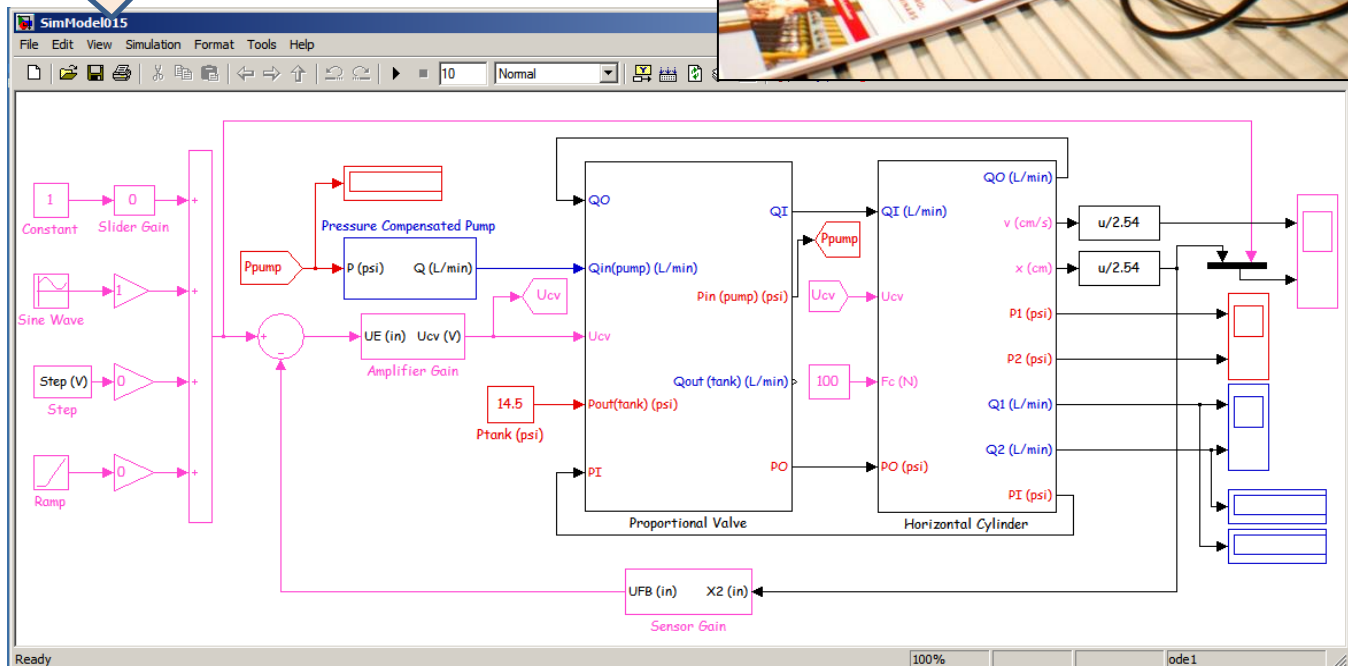 SimModel015
File Edit View Simulation Format Tools Help
10 Normal
QO
QO (L/min)
1
0
+
Constant
Slider Gain
QI
QI (L/min)
Pressure Compensated Pump
v (cm/s)
u/2.54
Ppump
P (psi) Q (L/min)
Qin(pump) (L/min)
Ppump
x (cm)
u/2.54
1
+
Sine Wave
Ucv
Pin (pump) (psi)
Ucv
Ucv
P1 (psi)
+
-
UE (in) Ucv (V)
Ucv
Amplifier Gain
P2 (psi)
Step (V)
0
+
Step
Qout (tank) (L/min)
100
Fc (N)
14.5
Pout(tank) (psi)
Ptank (psi)
Q1 (L/min)
Q2 (L/min)
0
+
Ramp
PI
PO
PO (psi)
PI (psi)
Proportional Valve
Horizontal Cylinder
UFB (in) X2 (in)
Sensor Gain
Ready
100%
ode1